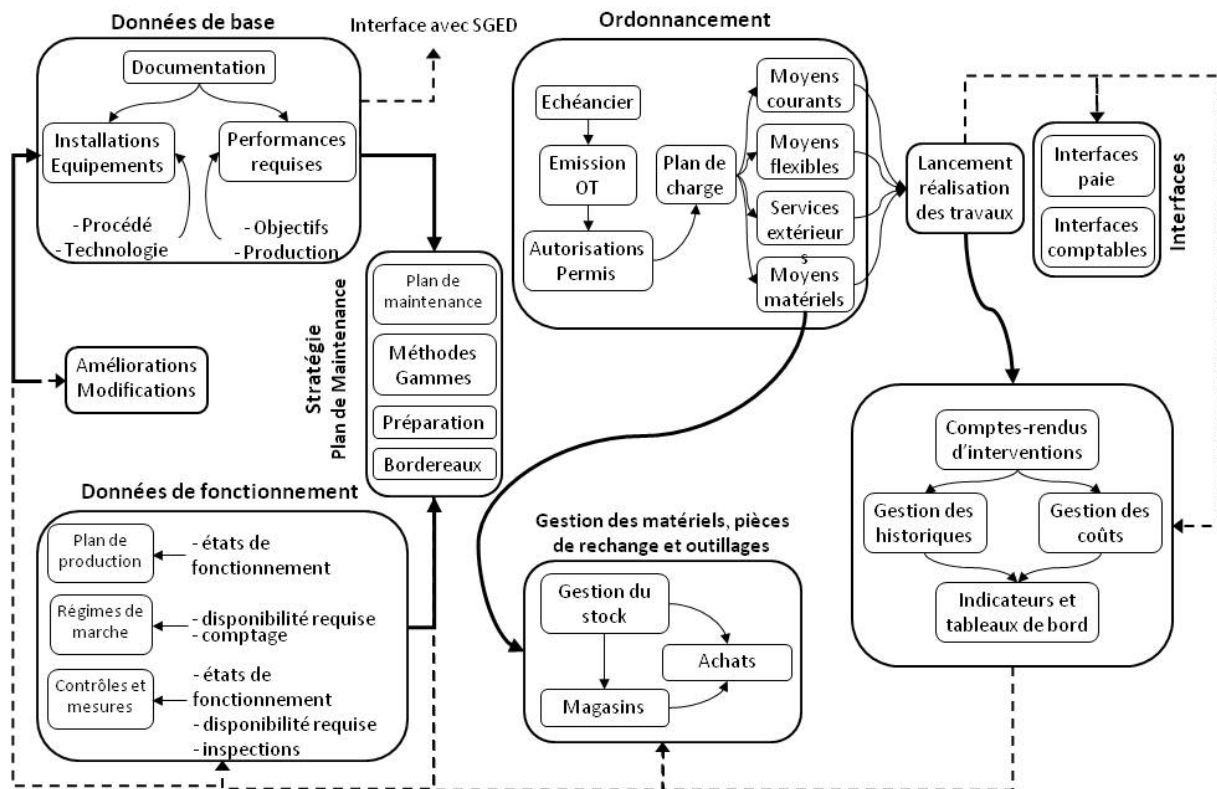 Données de base
Interface avec SGED
Documentation
Installations
Equipements
Performances
requises
- Procédé
- Technologie
- Objectifs
- Production
Améliorations
Modifications
Stratégie
Plan de Maintenance
Plan de
maintenance
Méthodes
Gammes
Préparation
Bordereaux
Données de fonctionnement
Plan de
production
- états de
fonctionnement
Régimes de
marche
- disponibilité requise
- comptage
Contrôles et
mesures
- états de
fonctionnement
- disponibilité requise
- inspections
Ordonnancement
Echéancier
Emission
OT
Autorisations
Permis
Plan de
charge
Moyens
courants
Moyens
flexibles
Services
extérieur
s
Moyens
matériels
Lancement
réalisation
des travaux
Interfaces
paie
Interfaces
comptables
Interfaces
Gestion des matériels, pièces
de rechange et outillages
Gestion du
stock
Achats
Magasins
Comptes-rendus
d’interventions
Gestion des
historiques
Gestion des
coûts
Indicateurs et
tableaux de bord